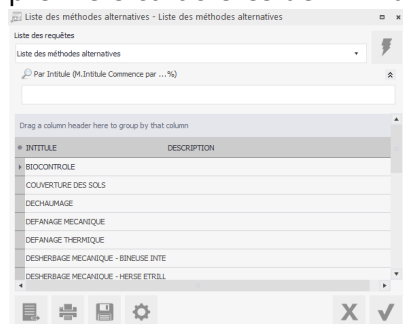 Liste des méthodes alternatives - Liste des méthodes alternatives
Liste des requêtes
Liste des méthodes alternatives
Par Intitule (M.Intitule Commence par ...%)
Drag a column header here to group by that column
INTITULE DESCRIPTION
BIOCONTROLE
COUVERTURE DES SOLS
DECHAUMAGE
DEFANAGE MECANIQUE
DEFANAGE THERMIQUE
DESHERBAGE MECANIQUE - BINEUSE INTE
DESHERBAGE MECANIQUE - HERSE ETRILL